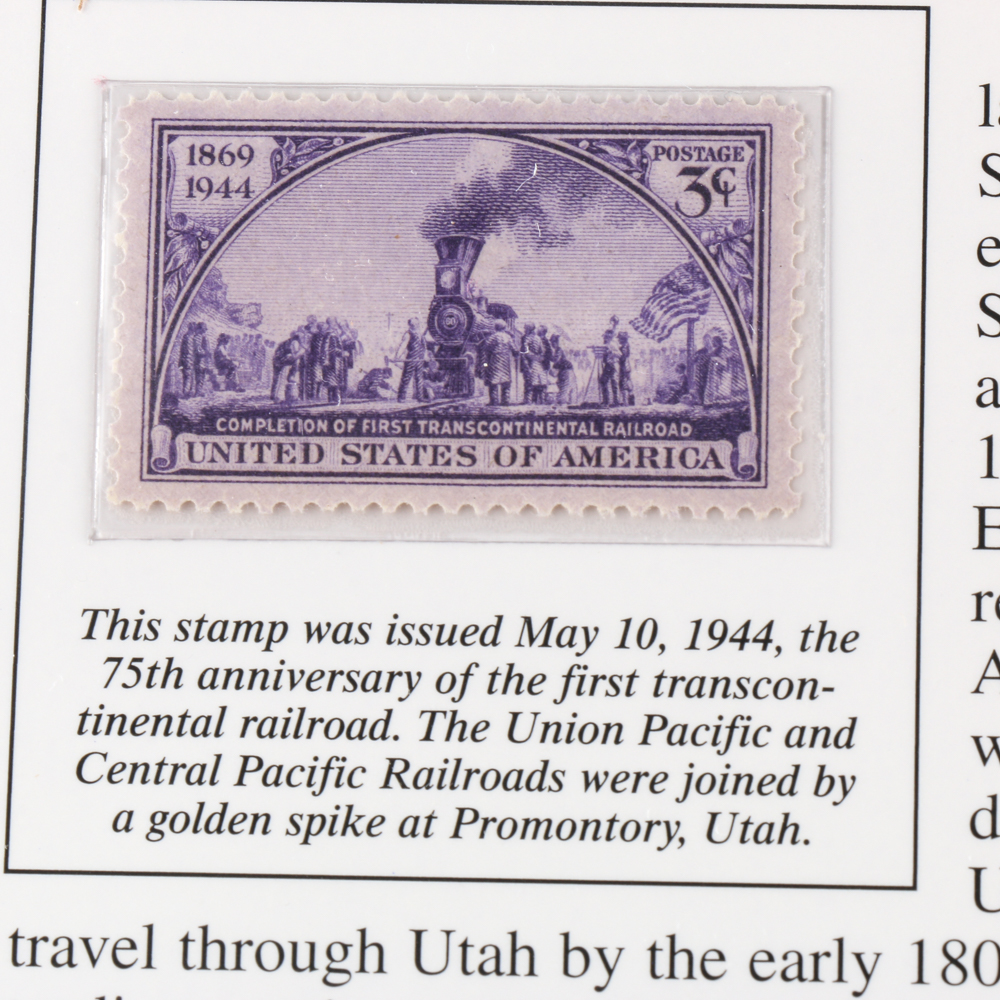 1869
1944
POSTAGE
3¢
COMPLETION OF FIRST TRANSCONTINENTAL RAILROAD
UNITED STATES OF AMERICA
This stamp was issued May 10, 1944, the
75th anniversary of the first transcon-
tinental railroad. The Union Pacific and
Central Pacific Railroads were joined by
a golden spike at Promontory, Utah.
travel through Utah by the early